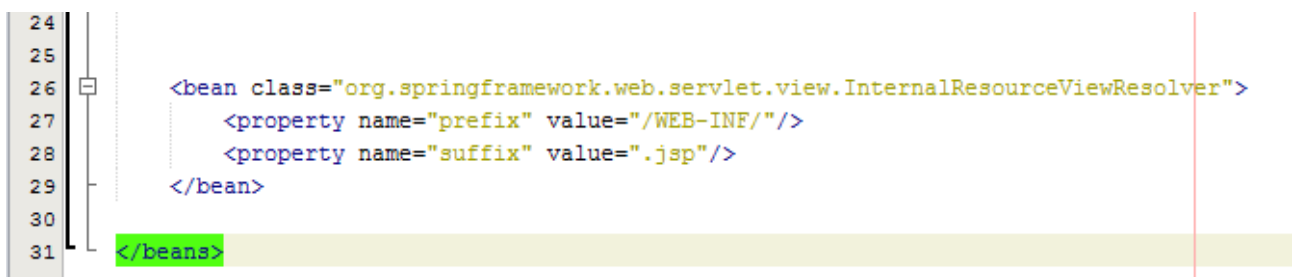 24
25
26 <bean class="org.springframework.web.servlet.view.InternalResourceViewResolver">
27 <property name="prefix" value="/WEB-INF/"/>
28 <property name="suffix" value=".jsp"/>
29 </bean>
30
31 </beans>